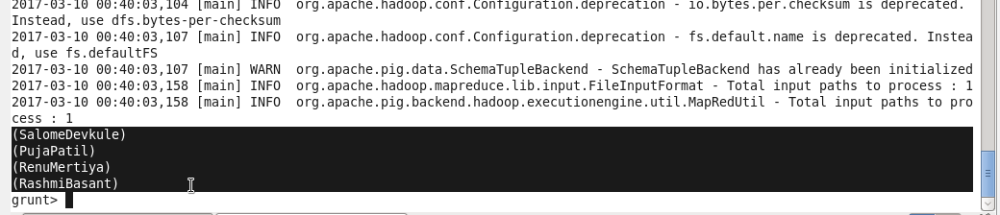 2017-03-10 00:40:03,104 [main] INFO  org.apache.hadoop.conf.Configuration.deprecation - io.bytes.per.checksum is deprecated.
Instead, use dfs.bytes-per-checksum
2017-03-10 00:40:03,107 [main] INFO  org.apache.hadoop.conf.Configuration.deprecation - fs.default.name is deprecated. Instea
d, use fs.defaultFS
2017-03-10 00:40:03,107 [main] WARN  org.apache.pig.data.SchemaTupleBackend - SchemaTupleBackend has already been initialized
2017-03-10 00:40:03,158 [main] INFO  org.apache.hadoop.mapreduce.lib.input.FileInputFormat - Total input paths to process : 1
2017-03-10 00:40:03,158 [main] INFO  org.apache.pig.backend.hadoop.executionengine.util.MapRedUtil - Total input paths to pro
cess : 1
(SalomeDevkule)
(PujaPatil)
(RenuMertiya)
(RashmiBasant)
grunt>